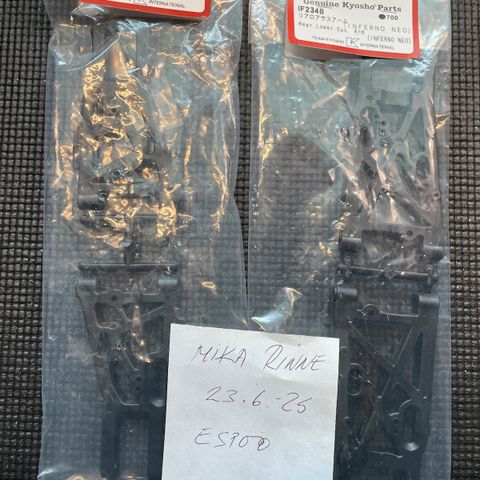 INTERNATIONAL
Genuine Kyosho Parts
IF234B
●700
リアロアサスアーム(INFERNO NEO)
Rear Lower Sus. Arm
(INFERNO NEO)
TEAM KYOSHO INTERNATIONAL
MIKA RINNE
23.6.-25
ESPOO